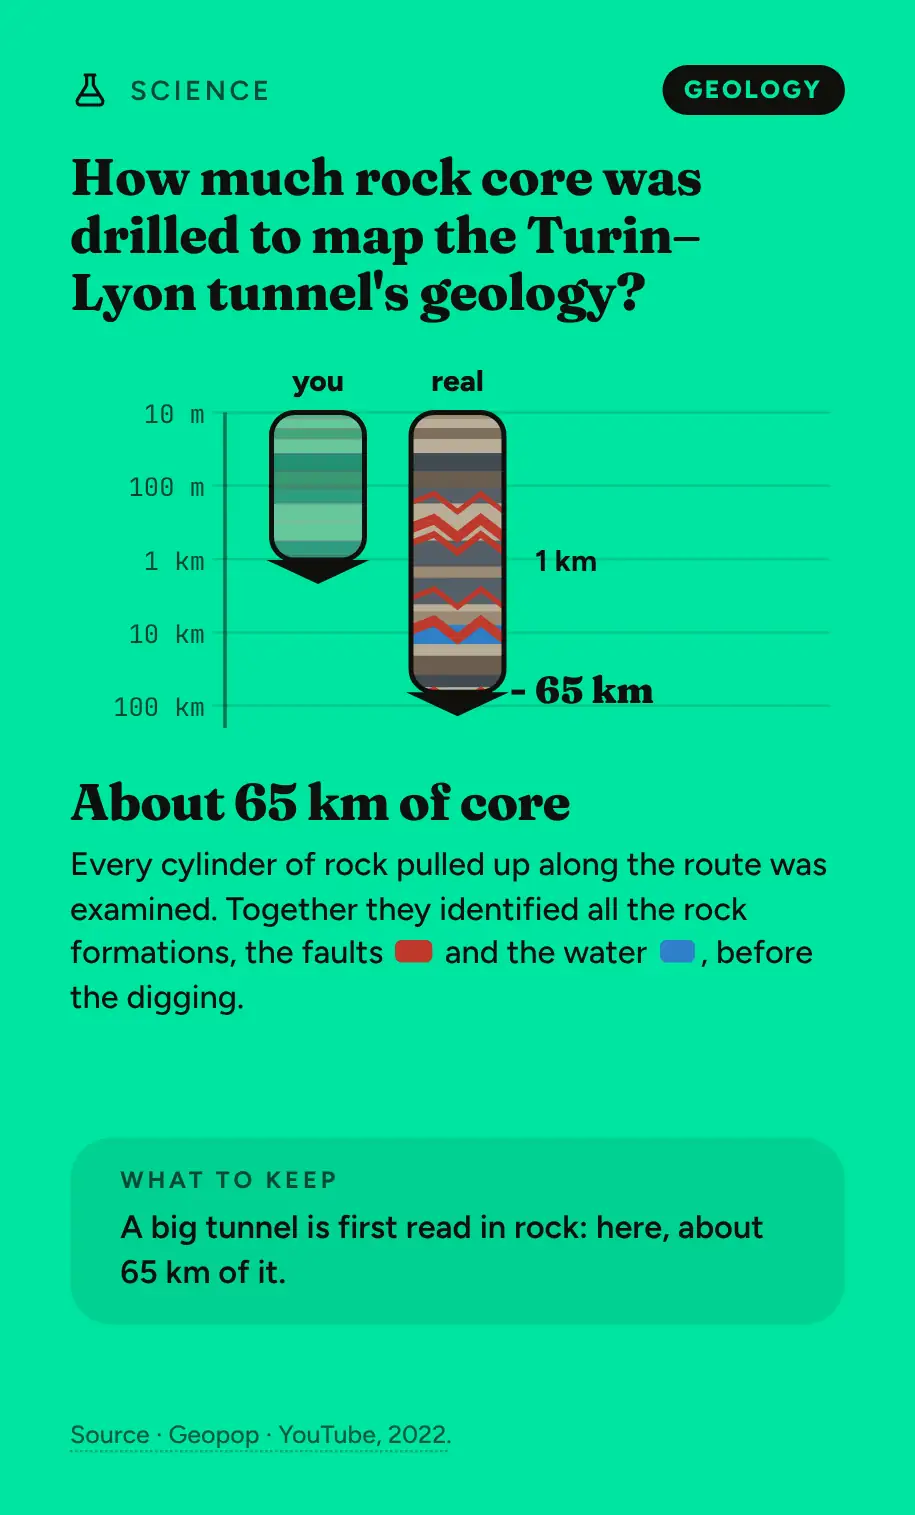 SCIENCE
GEOLOGY
How much rock core was
drilled to map the Turin–
Lyon tunnel's geology?
you
real
10 m
100 m
1 km
1 km
10 km
- 65 km
100 km
About 65 km of core
Every cylinder of rock pulled up along the route was
examined. Together they identified all the rock
formations, the faults and the water , before
the digging.
WHAT TO KEEP
A big tunnel is first read in rock: here, about
65 km of it.
Source · Geopop · YouTube, 2022.